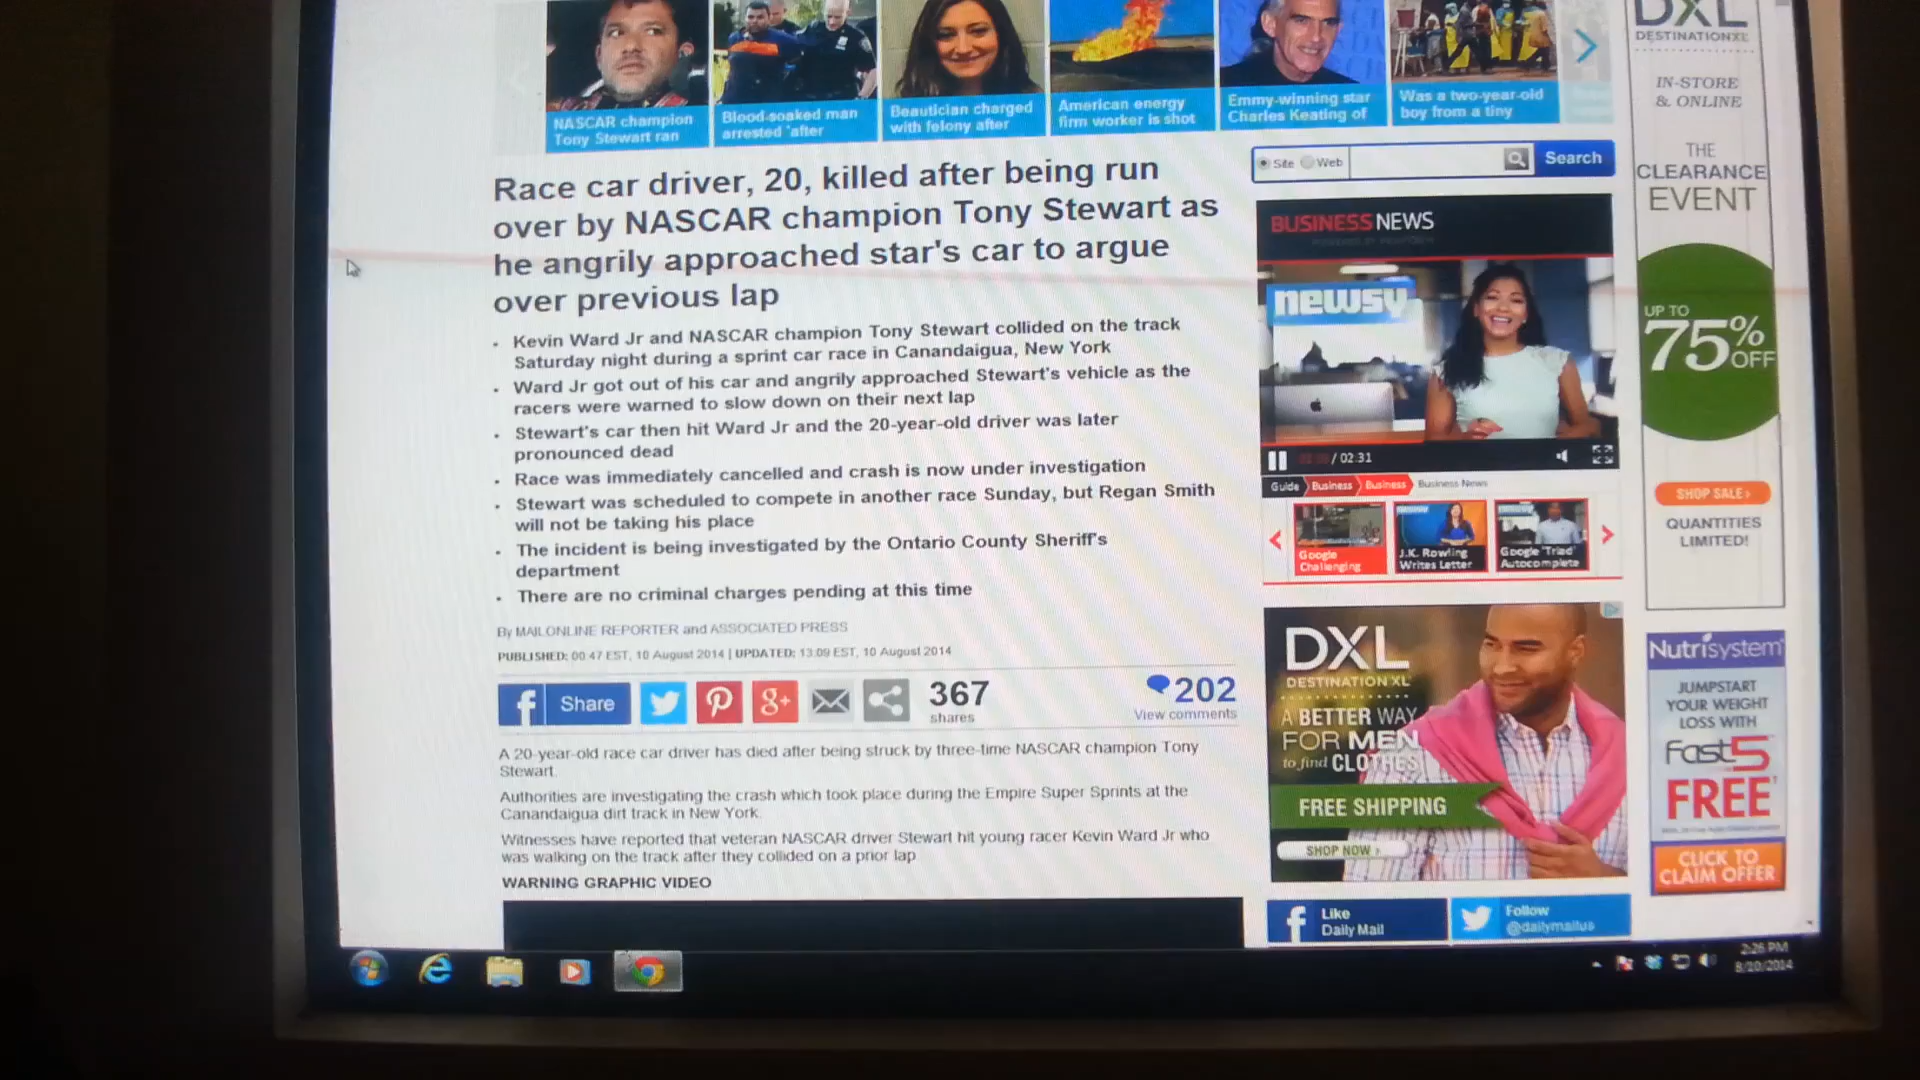 NASCAR champion
Tony Stewart ran
Blood-soaked man
arrested 'after
Beautician charged
with felony after
American energy
firm worker is shot
Emmy-winning star
Charles Keating of
Was a two-year-old
boy from a tiny
Race car driver, 20, killed after being run
over by NASCAR champion Tony Stewart as
he angrily approached star's car to argue
over previous lap
• Kevin Ward Jr and NASCAR champion Tony Stewart collided on the track
Saturday night during a sprint car race in Canandaigua, New York
• Ward Jr got out of his car and angrily approached Stewart's vehicle as the
racers were warned to slow down on their next lap
• Stewart's car then hit Ward Jr and the 20-year-old driver was later
pronounced dead
• Race was immediately cancelled and crash is now under investigation
• Stewart was scheduled to compete in another race Sunday, but Regan Smith
will not be taking his place
• The incident is being investigated by the Ontario County Sheriff's
department
• There are no criminal charges pending at this time
By MAILONLINE REPORTER and ASSOCIATED PRESS
PUBLISHED: 00:47 EST, 10 August 2014 | UPDATED: 13:09 EST, 10 August 2014
Share
367
shares
202
View comments
A 20-year-old race car driver has died after being struck by three-time NASCAR champion Tony
Stewart.
Authorities are investigating the crash which took place during the Empire Super Sprints at the
Canandaigua dirt track in New York.
Witnesses have reported that veteran NASCAR driver Stewart hit young racer Kevin Ward Jr who
was walking on the track after they collided on a prior lap
WARNING GRAPHIC VIDEO
Site Web Search
BUSINESS NEWS
newsy
/ 02:31
Guide Business Business Business News
Google
Challenging
J.K. Rowling
Writes Letter
Google 'Tried'
Autocomplete
DXL
DESTINATION XL
A BETTER WAY
FOR MEN
to find CLOTHES
FREE SHIPPING
SHOP NOW ›
Like
Daily Mail
Follow
@dailymailus
DXL
DESTINATIONXL
IN-STORE
& ONLINE
THE
CLEARANCE
EVENT
UP TO
75% OFF
SHOP SALE ›
QUANTITIES
LIMITED!
Nutrisystem
JUMPSTART
YOUR WEIGHT
LOSS WITH
Fast5
FREE
CLICK TO
CLAIM OFFER
2:26 PM
8/10/2014